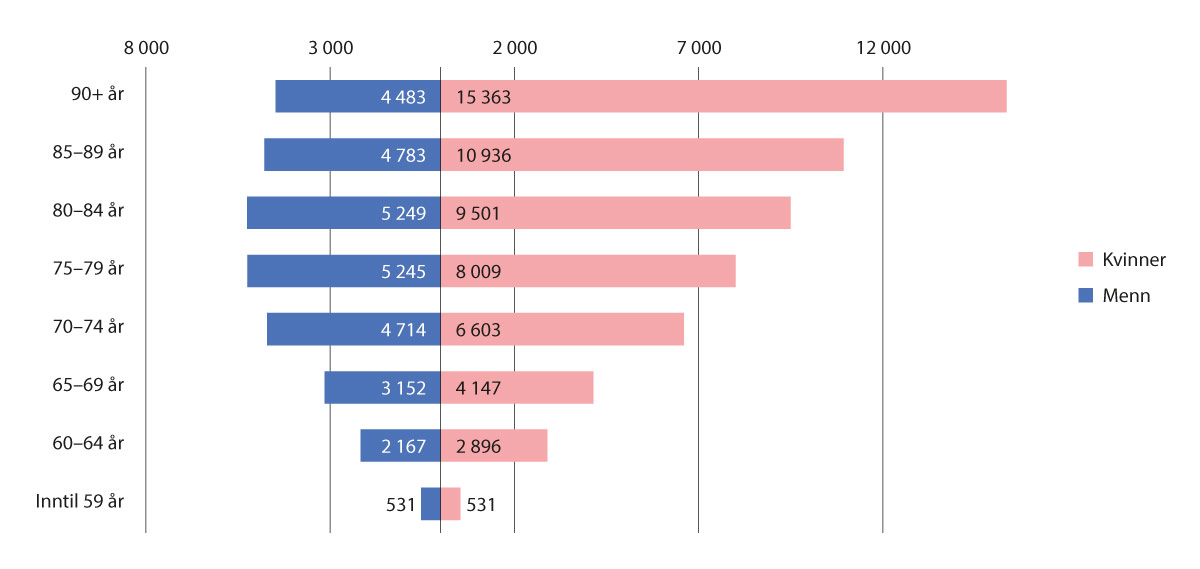 8 000 3 000 2 000 7 000 12 000
90+ år 4 483 15 363
85–89 år 4 783 10 936
80–84 år 5 249 9 501
75–79 år 5 245 8 009
70–74 år 4 714 6 603
65–69 år 3 152 4 147
60–64 år 2 167 2 896
Inntil 59 år 531 531
Kvinner
Menn